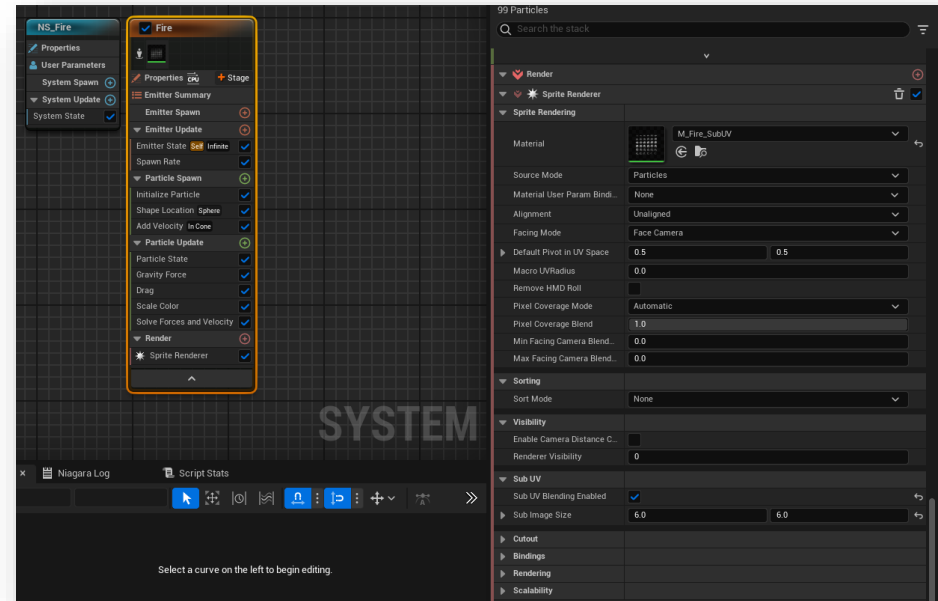 NS_Fire
Properties
User Parameters
System Spawn
System Update
System State
Fire
Properties CPU + Stage
Emitter Summary
Emitter Spawn
Emitter Update
Emitter State Self Infinite
Spawn Rate
Particle Spawn
Initialize Particle
Shape Location Sphere
Add Velocity In Cone
Particle Update
Particle State
Gravity Force
Drag
Scale Color
Solve Forces and Velocity
Render
Sprite Renderer
SYSTEM
Niagara Log
Script Stats
Select a curve on the left to begin editing.
99 Particles
Search the stack
Render
Sprite Renderer
Sprite Rendering
Material M_Fire_SubUV
Source Mode Particles
Material User Param Bindi... None
Alignment Unaligned
Facing Mode Face Camera
Default Pivot in UV Space 0.5 0.5
Macro UVRadius 0.0
Remove HMD Roll
Pixel Coverage Mode Automatic
Pixel Coverage Blend 1.0
Min Facing Camera Blend... 0.0
Max Facing Camera Blend... 0.0
Sorting
Sort Mode None
Visibility
Enable Camera Distance C...
Renderer Visibility 0
Sub UV
Sub UV Blending Enabled
Sub Image Size 6.0 6.0
Cutout
Bindings
Rendering
Scalability